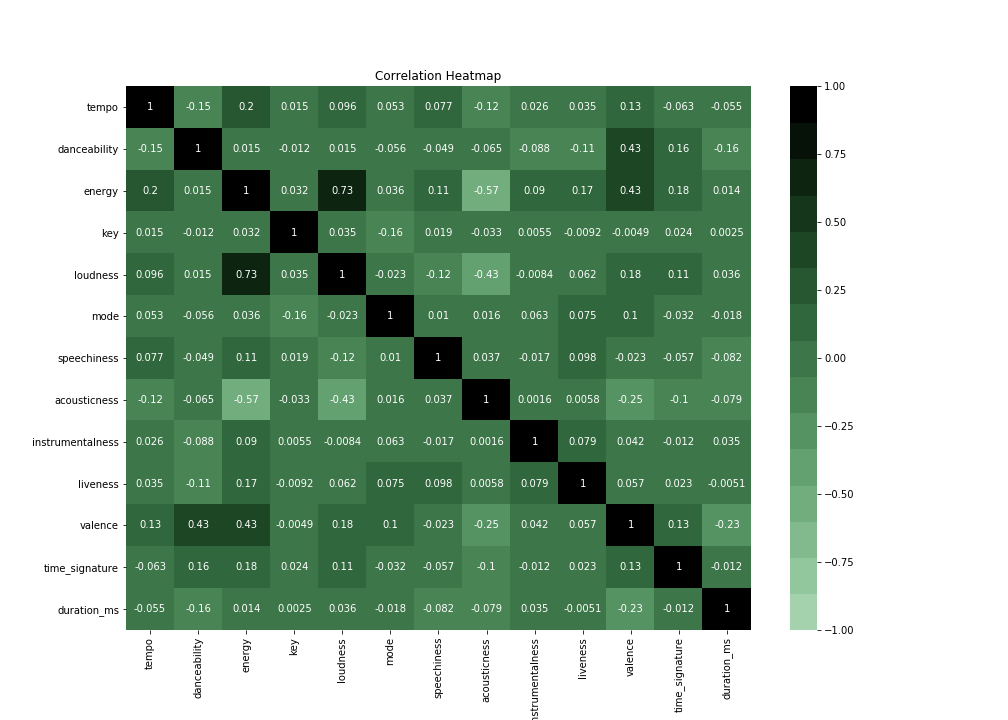 Correlation Heatmap
tempo 1 -0.15 0.2 0.015 0.096 0.053 0.077 -0.12 0.026 0.035 0.13 -0.063 -0.055
danceability -0.15 1 0.015 -0.012 0.015 -0.056 -0.049 -0.065 -0.088 -0.11 0.43 0.16 -0.16
energy 0.2 0.015 1 0.032 0.73 0.036 0.11 -0.57 0.09 0.17 0.43 0.18 0.014
key 0.015 -0.012 0.032 1 0.035 -0.16 0.019 -0.033 0.0055 -0.0092 -0.0049 0.024 0.0025
loudness 0.096 0.015 0.73 0.035 1 -0.023 -0.12 -0.43 -0.0084 0.062 0.18 0.11 0.036
mode 0.053 -0.056 0.036 -0.16 -0.023 1 0.01 0.016 0.063 0.075 0.1 -0.032 -0.018
speechiness 0.077 -0.049 0.11 0.019 -0.12 0.01 1 0.037 -0.017 0.098 -0.023 -0.057 -0.082
acousticness -0.12 -0.065 -0.57 -0.033 -0.43 0.016 0.037 1 0.0016 0.0058 -0.25 -0.1 -0.079
instrumentalness 0.026 -0.088 0.09 0.0055 -0.0084 0.063 -0.017 0.0016 1 0.079 0.042 -0.012 0.035
liveness 0.035 -0.11 0.17 -0.0092 0.062 0.075 0.098 0.0058 0.079 1 0.057 0.023 -0.0051
valence 0.13 0.43 0.43 -0.0049 0.18 0.1 -0.023 -0.25 0.042 0.057 1 0.13 -0.23
time_signature -0.063 0.16 0.18 0.024 0.11 -0.032 -0.057 -0.1 -0.012 0.023 0.13 1 -0.012
duration_ms -0.055 -0.16 0.014 0.0025 0.036 -0.018 -0.082 -0.079 0.035 -0.0051 -0.23 -0.012 1
tempo
danceability
energy
key
loudness
mode
speechiness
acousticness
nstrumentalness
liveness
valence
time_signature
duration_ms
1.00
0.75
0.50
0.25
0.00
−0.25
−0.50
−0.75
−1.00